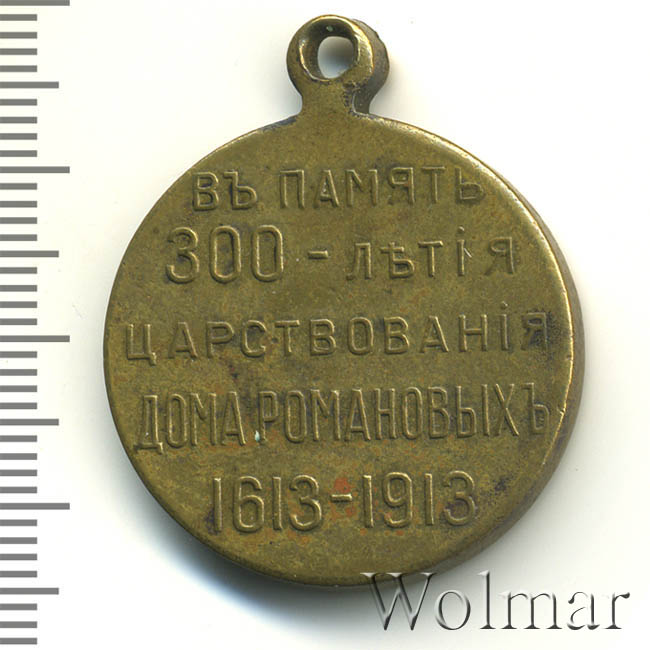 ВЪ ПАМЯТЬ
300-ЛѢТІЯ
ЦАРСТВОВАНІЯ
ДОМА РОМАНОВЫХЪ
1613-1913
Wolmar